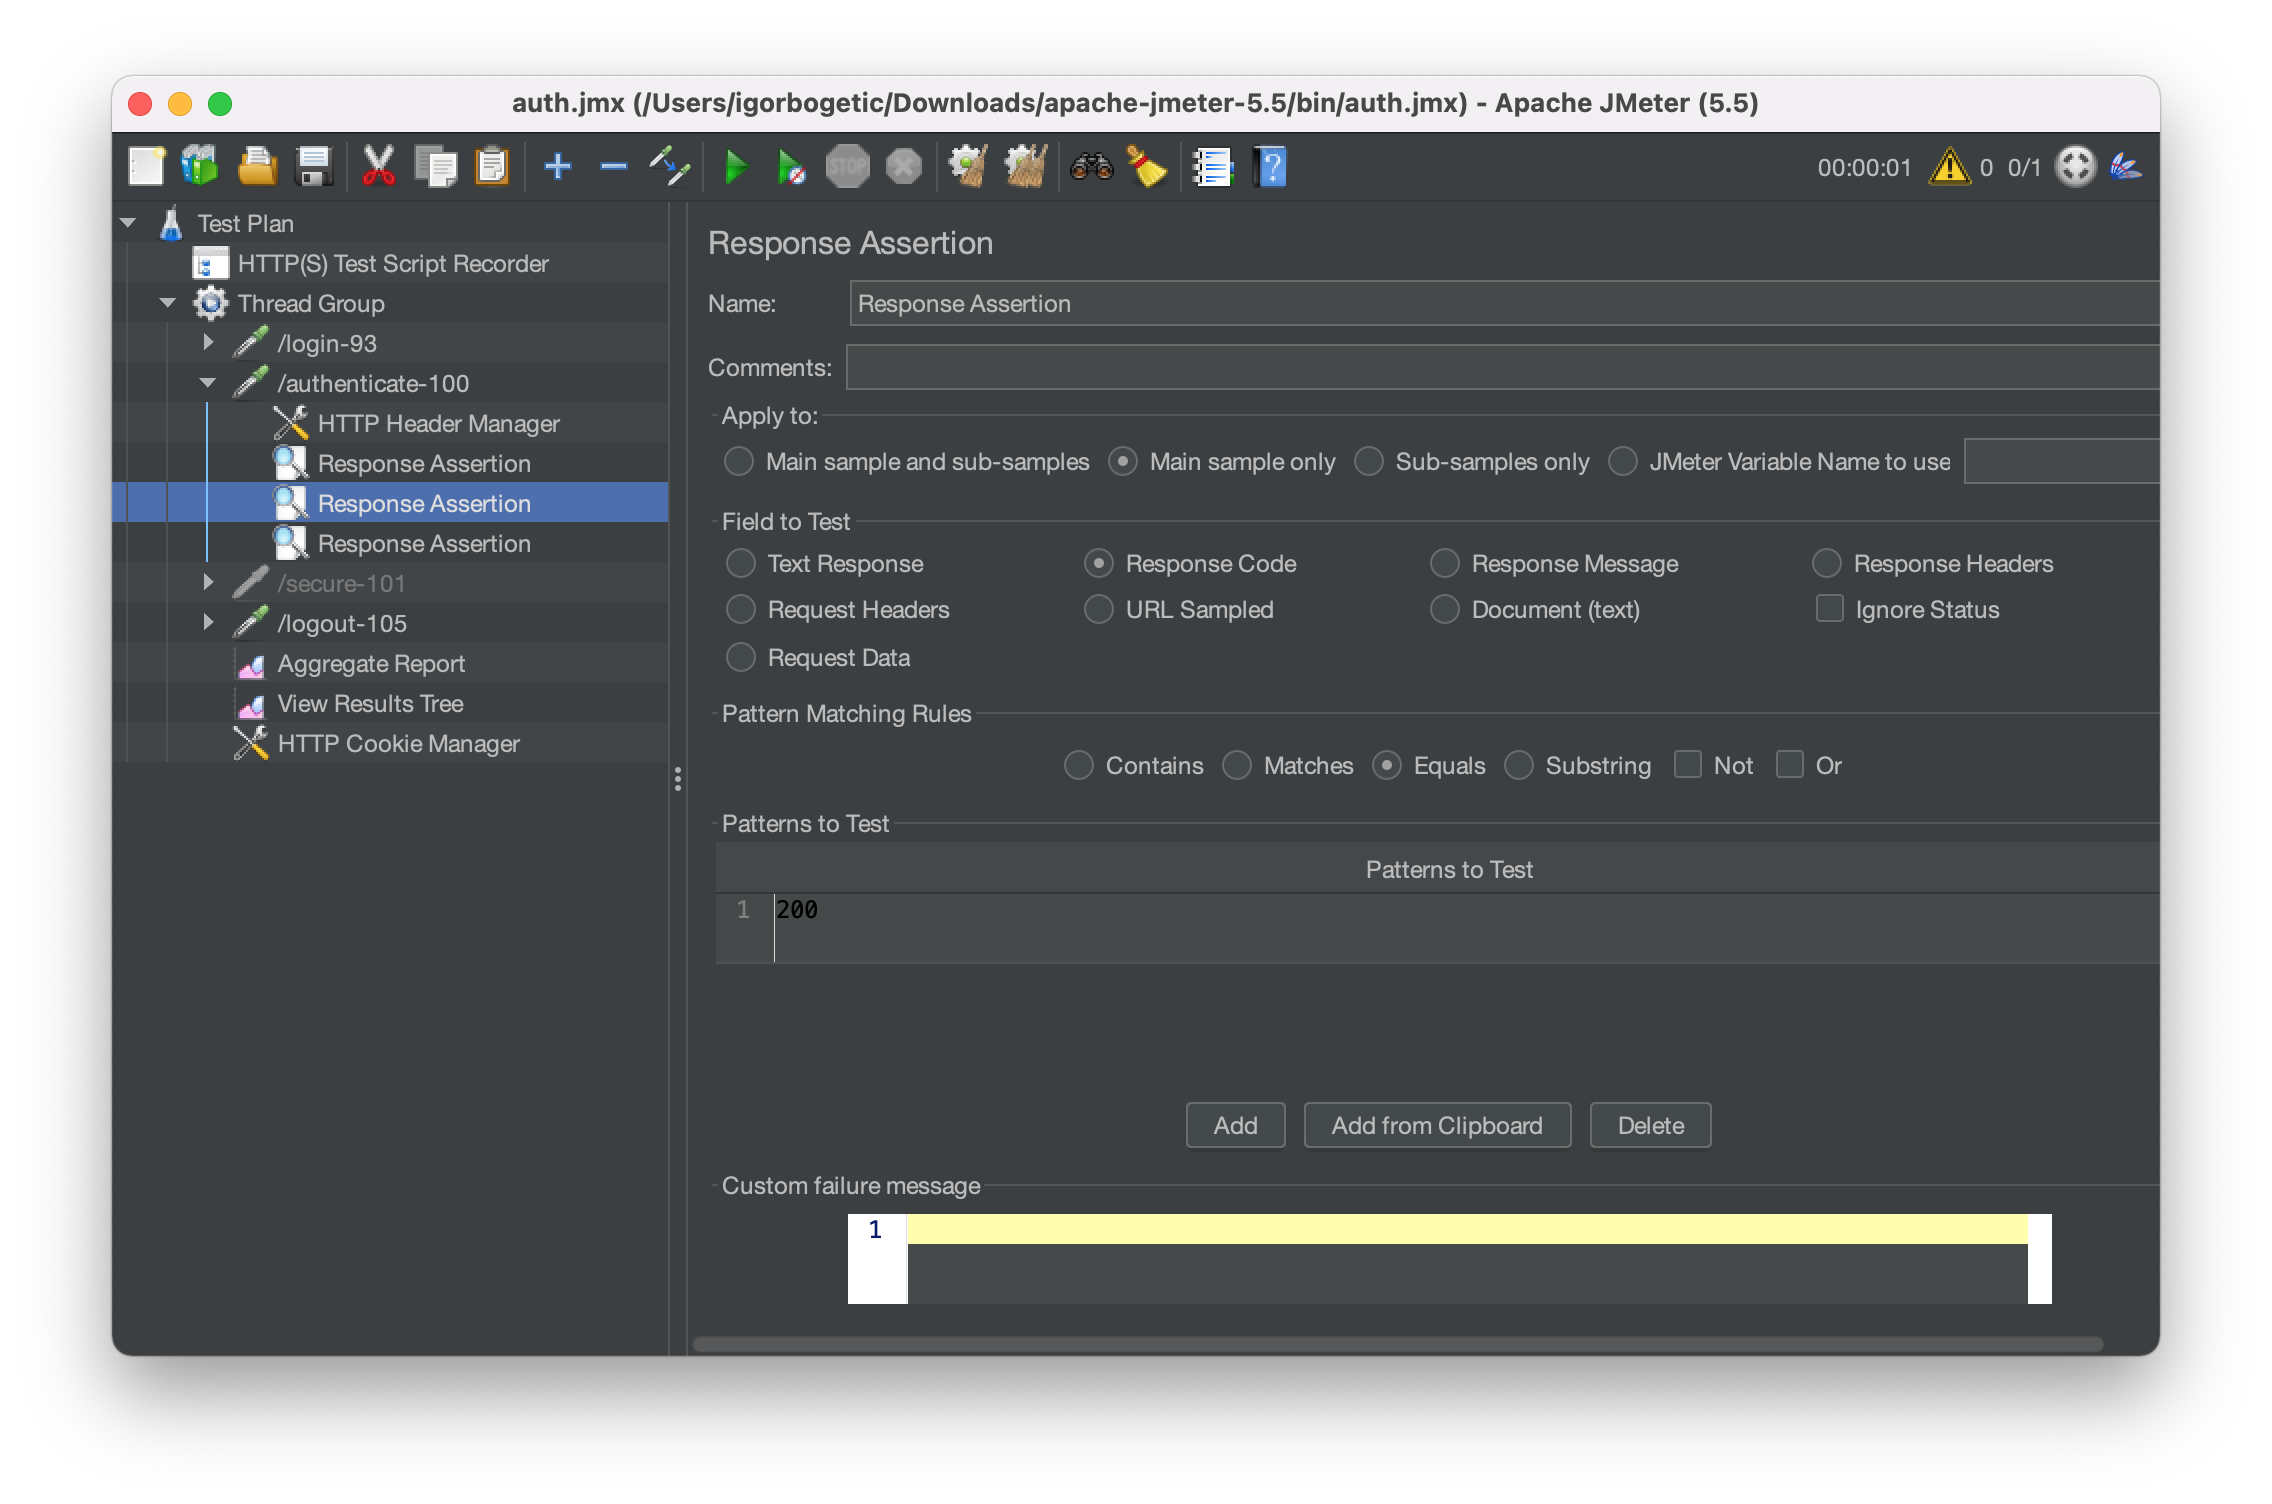 auth.jmx (/Users/igorbogetic/Downloads/apache-jmeter-5.5/bin/auth.jmx) - Apache JMeter (5.5)
STOP
00:00:01 0 0/1
Test Plan
HTTP(S) Test Script Recorder
Thread Group
/login-93
/authenticate-100
HTTP Header Manager
Response Assertion
Response Assertion
Response Assertion
/secure-101
/logout-105
Aggregate Report
View Results Tree
HTTP Cookie Manager
Response Assertion
Name: Response Assertion
Comments:
Apply to:
Main sample and sub-samples Main sample only Sub-samples only JMeter Variable Name to use
Field to Test
Text Response Response Code Response Message Response Headers
Request Headers URL Sampled Document (text) Ignore Status
Request Data
Pattern Matching Rules
Contains Matches Equals Substring Not Or
Patterns to Test
Patterns to Test
1 200
Add Add from Clipboard Delete
Custom failure message
1